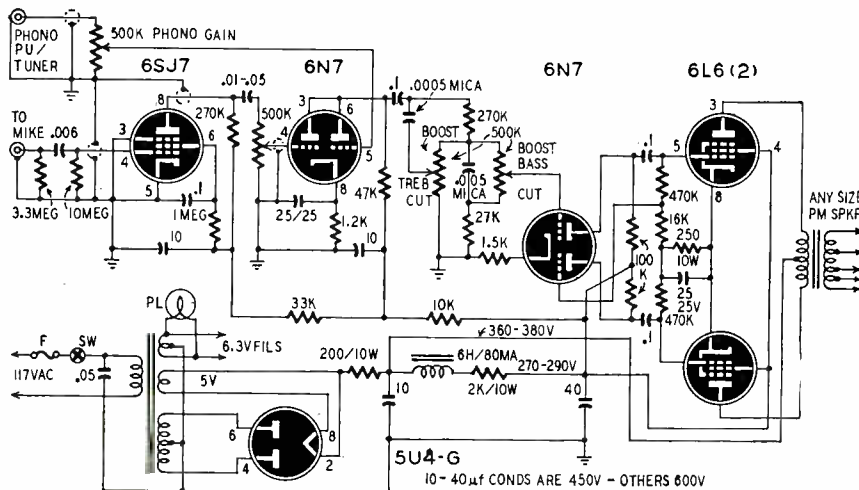 PHONO
PU/
TUNER
500K PHONO GAIN
6SJ7
6N7
6N7
6L6(2)
TO
MIKE
.006
3.3MEG
10MEG
8
3
4
6
5
.1
1MEG
10
270K
.01-.05
500K
4
3
6
5
8
25/25
1.2K
10
47K
.1
.0005 MICA
270K
BOOST
500K
BOOST
BASS
TREB
CUT
.005
MICA
CUT
27K
1.5K
.1
100
K
.1
470K
16K
250
10W
25
25V
470K
3
5
4
8
ANY SIZE
PM SPKR
PL
F
SW
117VAC
.05
6.3V FILS
5V
6
4
8
2
33K
10K
360-380V
200/10W
6H/80MA
270-290V
10
2K/10W
40
5U4-G
10-40µf CONDS ARE 450V - OTHERS 600V